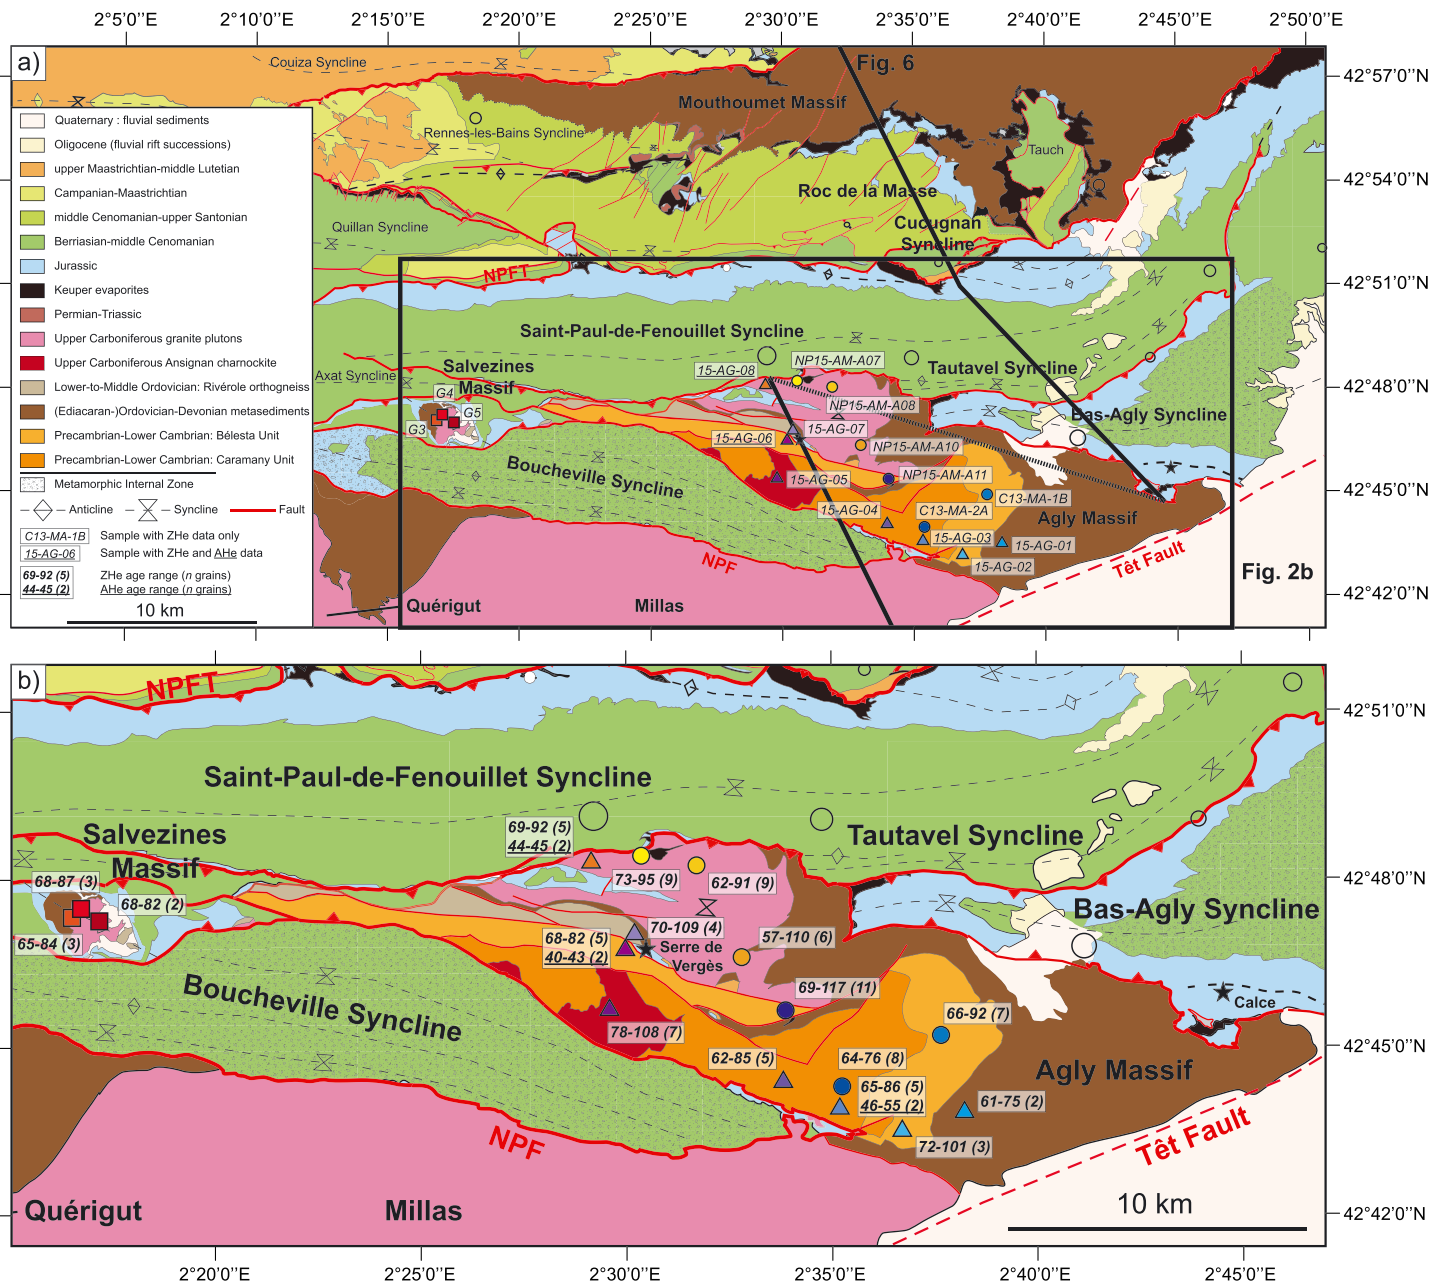 2°5'0"E 2°10'0"E 2°15'0"E 2°20'0"E 2°25'0"E 2°30'0"E 2°35'0"E 2°40'0"E 2°45'0"E 2°50'0"E
a)
Couiza Syncline
Fig. 6
42°57'0"N
Mouthoumet Massif
Rennes-les-Bains Syncline
Tauch
42°54'0"N
Roc de la Masse
Quillan Syncline
Cucugnan
Syncline
NPFT
42°51'0"N
Quaternary : fluvial sediments
Oligocene (fluvial rift successions)
upper Maastrichtian-middle Lutetian
Campanian-Maastrichtian
middle Cenomanian-upper Santonian
Berriasian-middle Cenomanian
Jurassic
Keuper evaporites
Permian-Triassic
Upper Carboniferous granite plutons
Upper Carboniferous Ansignan charnockite
Lower-to-Middle Ordovician: Rivérole orthogneiss
(Ediacaran-)Ordovician-Devonian metasediments
Precambrian-Lower Cambrian: Bélesta Unit
Precambrian-Lower Cambrian: Caramany Unit
Metamorphic Internal Zone
Anticline Syncline Fault
C13-MA-1B Sample with ZHe data only
15-AG-06 Sample with ZHe and AHe data
69-92 (5) ZHe age range (n grains)
44-45 (2) AHe age range (n grains)
10 km
Saint-Paul-de-Fenouillet Syncline
Axat Syncline
Salvezines
Massif
15-AG-08
NP15-AM-A07
Tautavel Syncline
42°48'0"N
G4
G5
G3
NP15-AM-A08
Bas-Agly Syncline
15-AG-07
15-AG-06
NP15-AM-A10
Boucheville Syncline
15-AG-05
NP15-AM-A11
42°45'0"N
C13-MA-1B
15-AG-04
C13-MA-2A
Agly Massif
15-AG-03
15-AG-01
15-AG-02
NPF
Têt Fault
Fig. 2b
42°42'0"N
Quérigut
Millas
b)
NPFT
42°51'0"N
Saint-Paul-de-Fenouillet Syncline
Salvezines
Massif
69-92 (5)
44-45 (2)
Tautavel Syncline
68-87 (3)
73-95 (9)
62-91 (9)
42°48'0"N
68-82 (2)
65-84 (3)
Bas-Agly Syncline
70-109 (4)
68-82 (5)
40-43 (2)
Serre de
Vergès
57-110 (6)
69-117 (11)
Calce
Boucheville Syncline
78-108 (7)
66-92 (7)
42°45'0"N
62-85 (5)
64-76 (8)
Agly Massif
65-86 (5)
46-55 (2)
61-75 (2)
72-101 (3)
NPF
Têt Fault
10 km
Quérigut
Millas
42°42'0"N
2°20'0"E 2°25'0"E 2°30'0"E 2°35'0"E 2°40'0"E 2°45'0"E